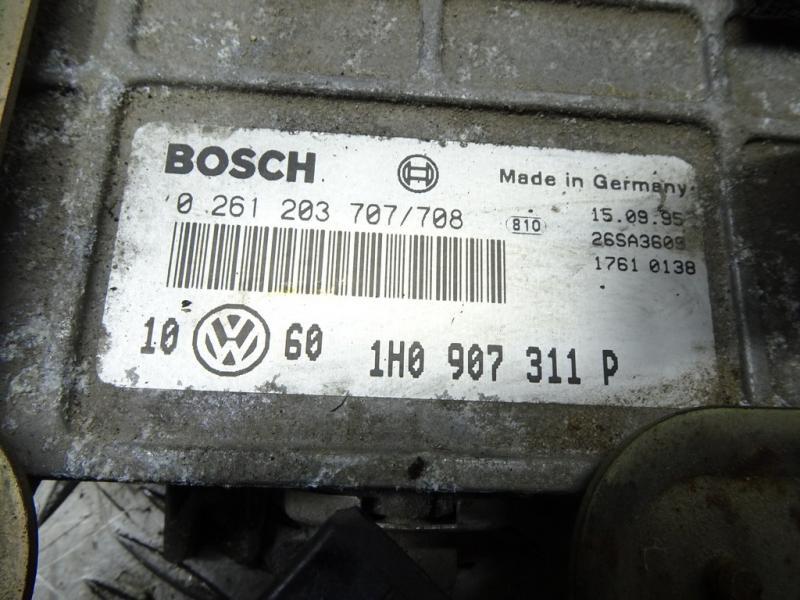 BOSCH
Made in Germany
0 261 203 707/708
810
15.09.95
26SA3609
1761 0138
10 VW 60 1H0 907 311 P